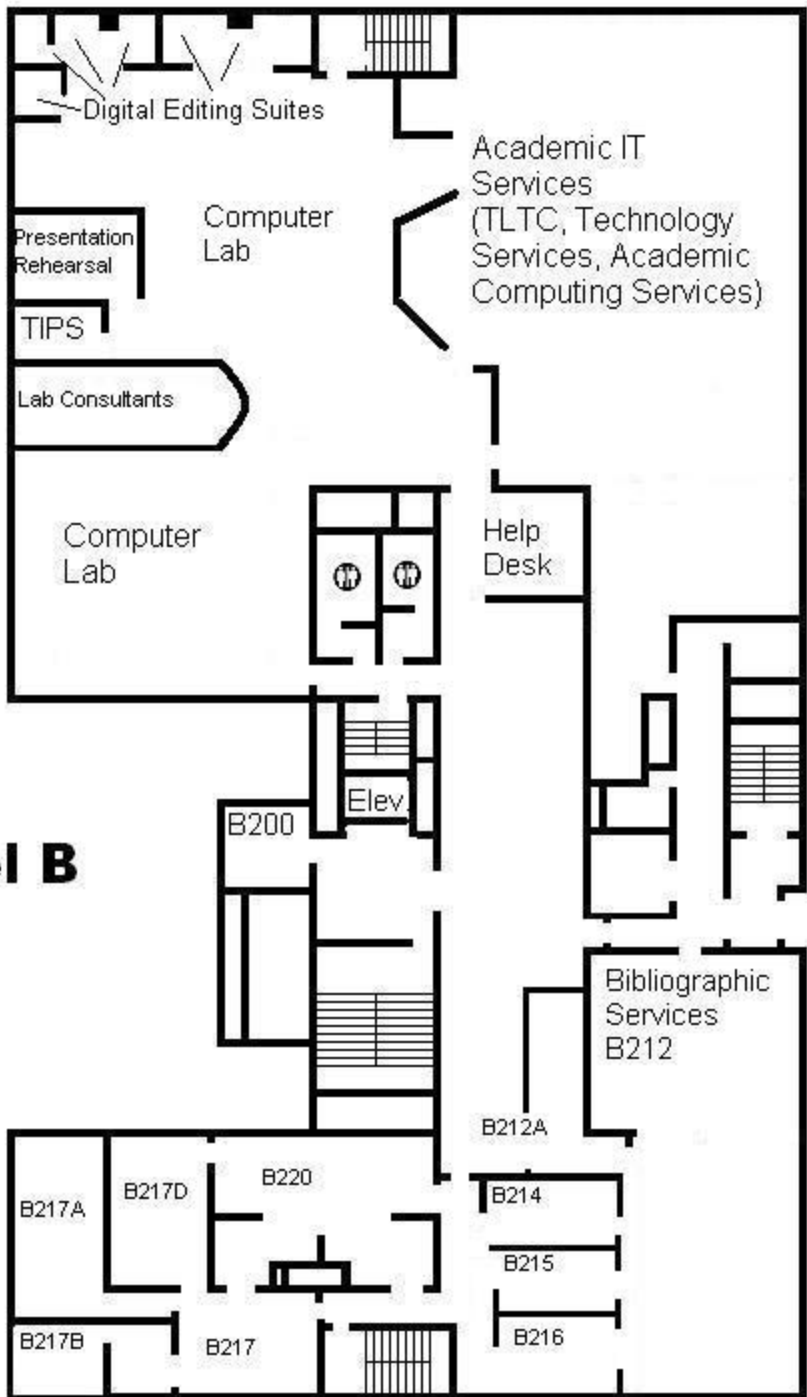 Digital Editing Suites
Academic IT
Services
(TLTC, Technology
Services, Academic
Computing Services)
Computer
Lab
Presentation
Rehearsal
TIPS
Lab Consultants
Computer
Lab
Help
Desk
Elev.
B200
l B
Bibliographic
Services
B212
B212A
B217A
B217D
B220
B214
B215
B217B
B217
B216